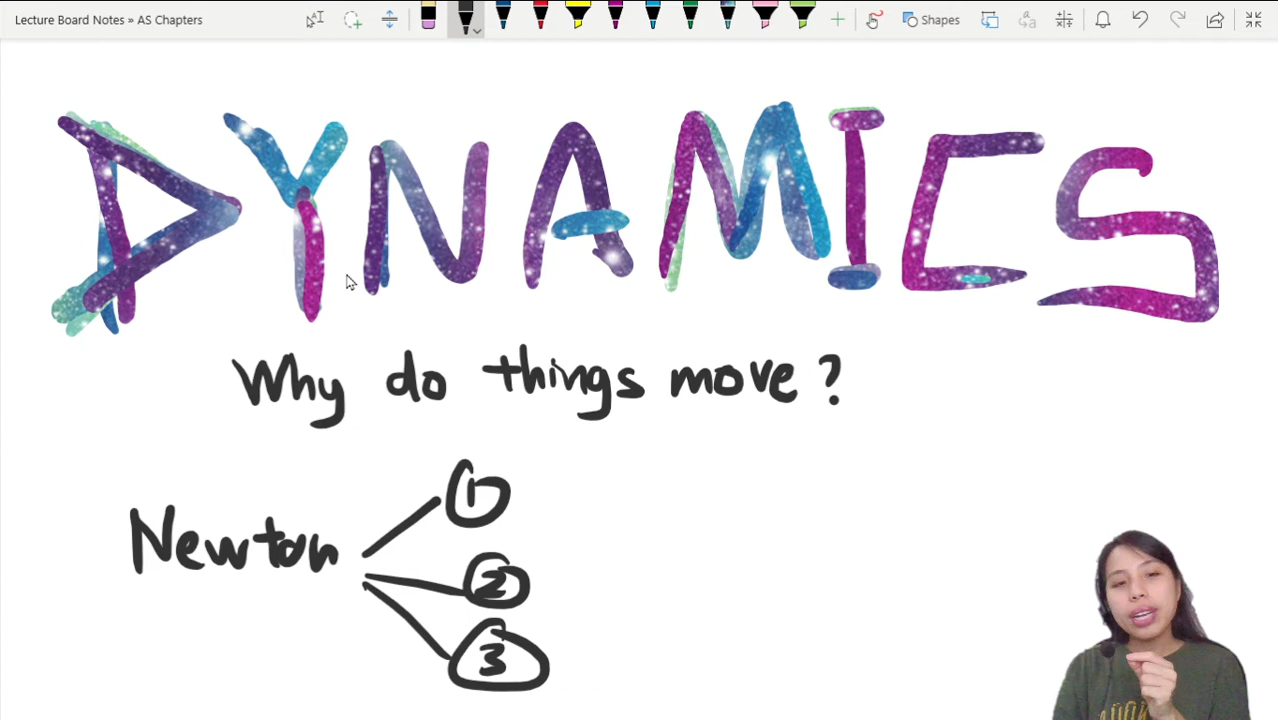 Lecture Board Notes » AS Chapters
Shapes
DYNAMICS
Why do things move?
Newton
1
2
3